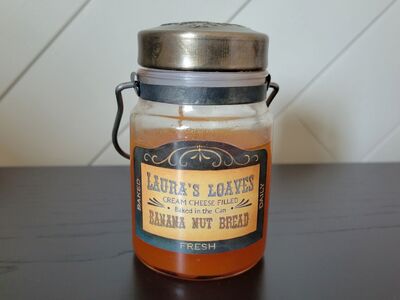 LAURA'S LOAVES
CREAM CHEESE FILLED
Baked in the Can
BANANA NUT BREAD
BAKED
FRESH
DAILY